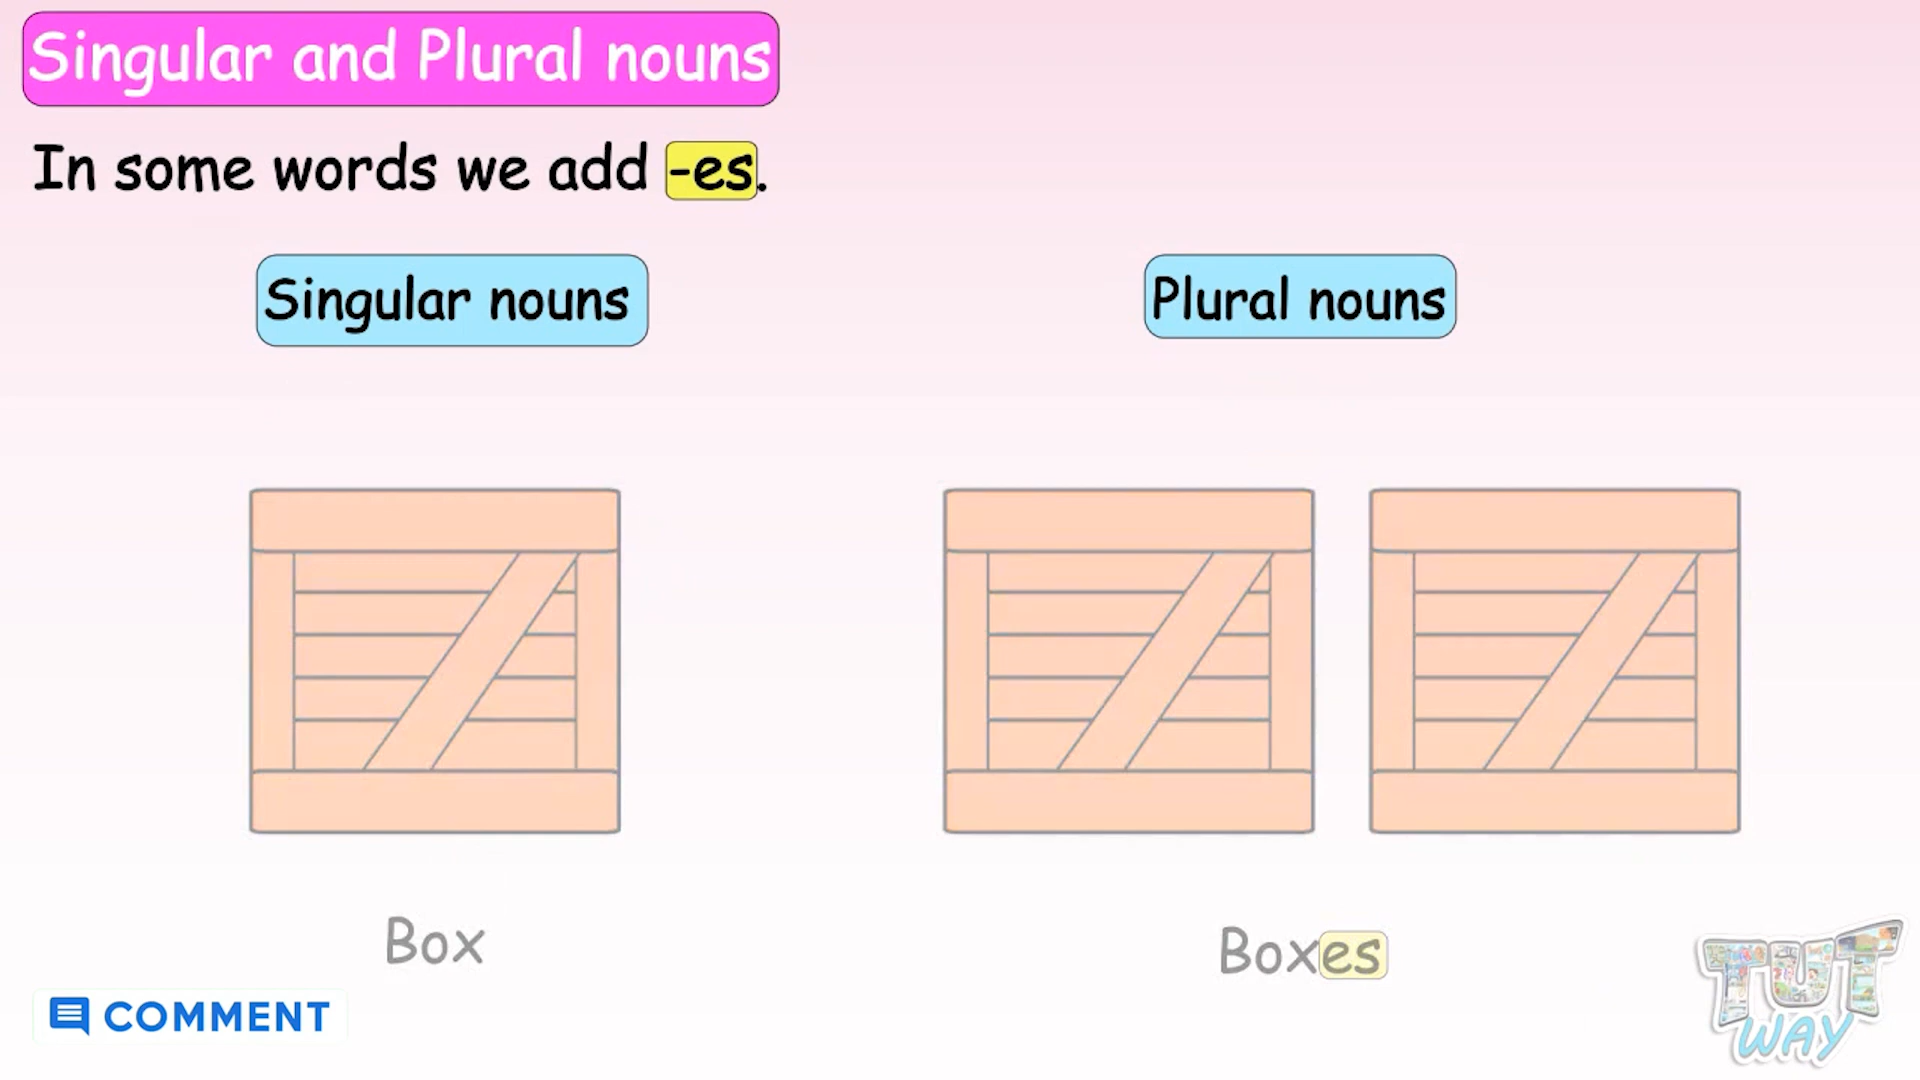 Singular and Plural nouns
In some words we add -es.
Singular nouns
Plural nouns
Box
Boxes
COMMENT
TUT
WAY